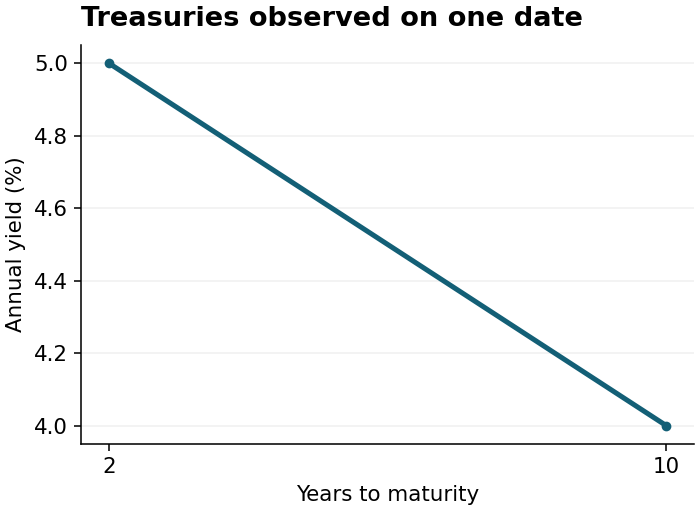 Treasuries observed on one date
Annual yield (%)
5.0
4.8
4.6
4.4
4.2
4.0
2
10
Years to maturity